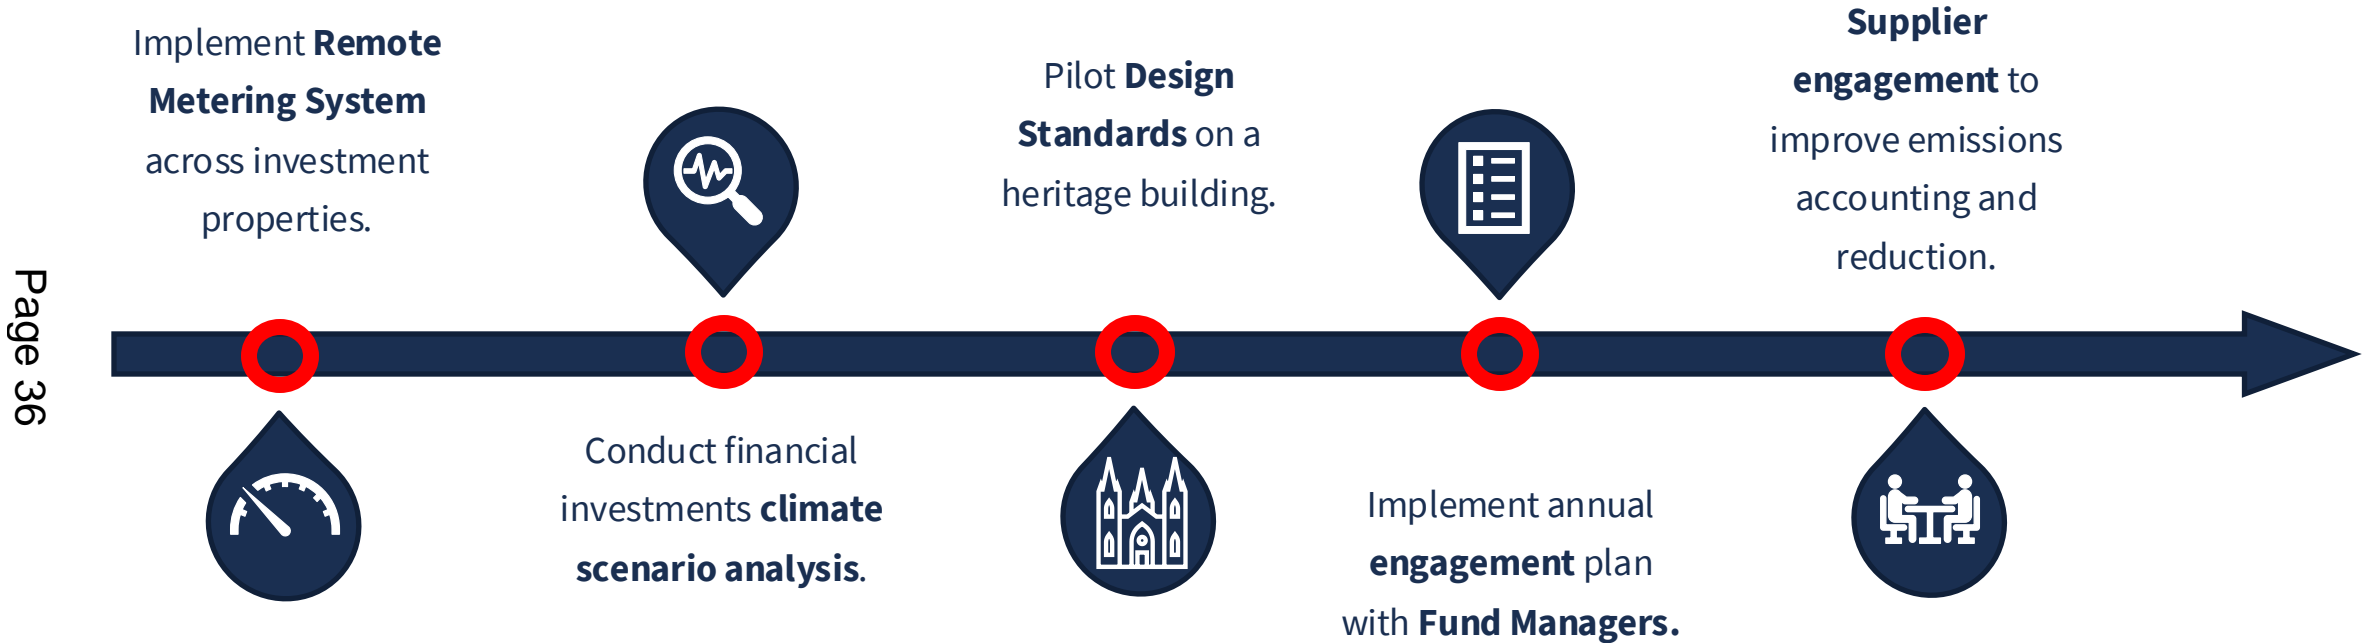 Implement Remote
Metering System
across investment
properties.
Conduct financial
investments climate
scenario analysis.
Pilot Design
Standards on a
heritage building.
Implement annual
engagement plan
with Fund Managers.
Supplier
engagement to
improve emissions
accounting and
reduction.
Page 36